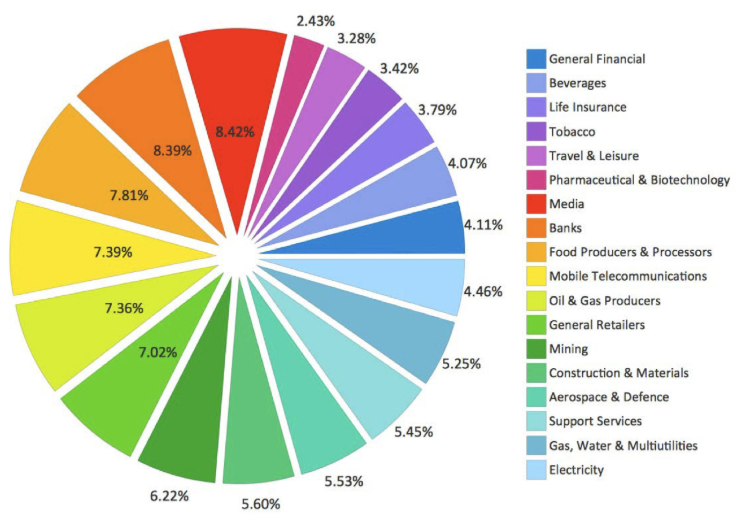 2.43%
3.28%
3.42%
3.79%
4.07%
4.11%
4.46%
5.25%
5.45%
5.53%
5.60%
6.22%
7.02%
7.36%
7.39%
7.81%
8.39%
8.42%
General Financial
Beverages
Life Insurance
Tobacco
Travel & Leisure
Pharmaceutical & Biotechnology
Media
Banks
Food Producers & Processors
Mobile Telecommunications
Oil & Gas Producers
General Retailers
Mining
Construction & Materials
Aerospace & Defence
Support Services
Gas, Water & Multiutilities
Electricity